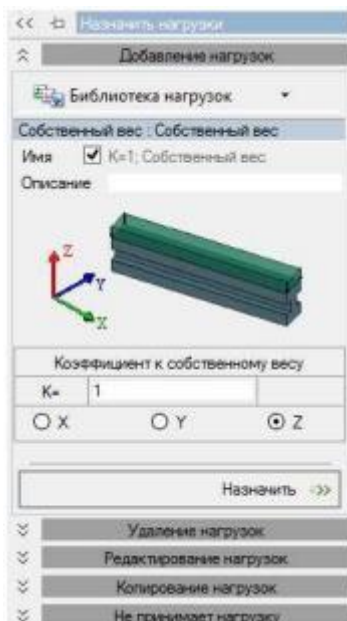 << Назначить нагрузки
Добавление нагрузок
Библиотека нагрузок
Собственный вес : Собственный вес
Имя K=1; Собственный вес
Описание
Z
Y
X
Коэффициент к собственному весу
K= 1
X Y Z
Назначить ->>
Удаление нагрузок
Редактирование нагрузок
Копирование нагрузок
Не принимает нагрузку